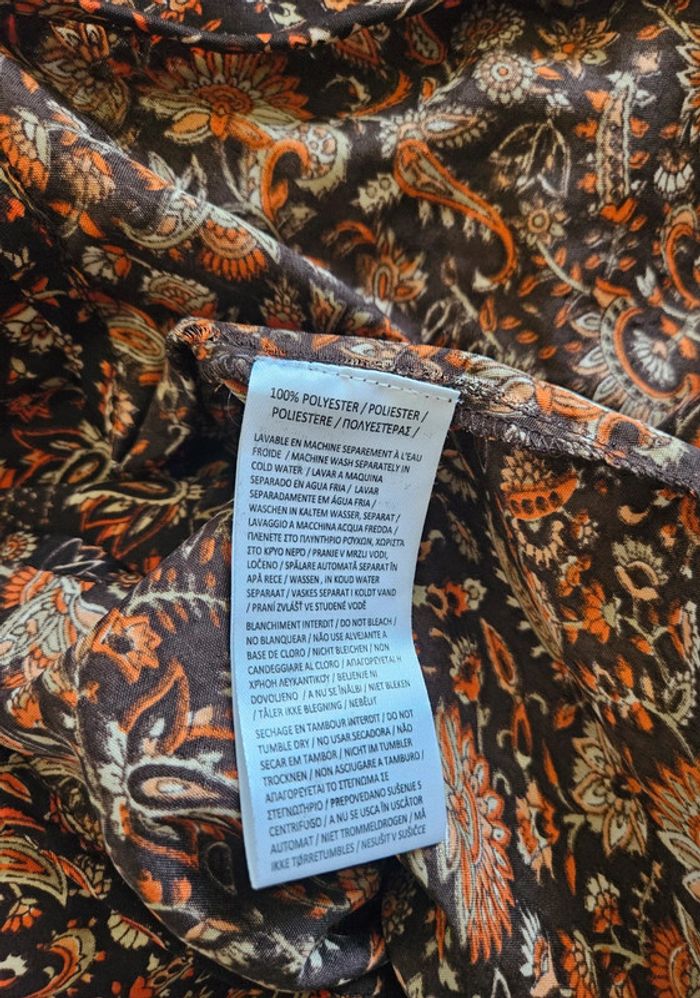 100% POLYESTER / POLIESTER /
POLIESTERE / ΠΟΛΥΕΣΤΕΡΑΣ /
LAVABLE EN MACHINE SEPAREMENT À L'EAU
FROIDE / MACHINE WASH SEPARATELY IN
COLD WATER / LAVAR A MAQUINA
SEPARADO EN AGUA FRIA / LAVAR
SEPARADAMENTE EM ÁGUA FRIA /
WASCHEN IN KALTEM WASSER, SEPARAT /
LAVAGGIO A MACCHINA ACQUA FREDDA /
ΠΛΕΝΕΤΕ ΣΤΟ ΠΛΥΝΤΗΡΙΟ ΡΟΥΧΩΝ, ΧΩΡΙΣΤΑ
ΣΤΟ ΚΡΥΟ ΝΕΡΟ / PRANJE V MRZLI VODI,
LOČENO / SPĂLARE AUTOMATĂ SEPARAT ÎN
APĂ RECE / WASSEN, IN KOUD WATER
SEPARAAT / VASKES SEPARAT I KOLDT VAND
/ PRANÍ ZVLÁŠŤ VE STUDENÉ VODĚ
BLANCHIMENT INTERDIT / DO NOT BLEACH /
NO BLANQUEAR / NÃO USE ALVEJANTE À
BASE DE CLORO / NICHT BLEICHEN / NON
CANDEGGIARE AL CLORO / ΑΠΑΓΟΡΕΥΕΤΑΙ Η
ΧΡΗΣΗ ΛΕΥΚΑΝΤΙΚΟΥ / BELJENJE NI
DOVOLJENO / A NU SE ÎNĂLBI / NIET BLEKEN
/ TÅLER IKKE BLEGNING / NEBĚLIT
SECHAGE EN TAMBOUR INTERDIT / DO NOT
TUMBLE DRY / NO USAR SECADORA / NÃO
SECAR EM TAMBOR / NICHT IM TUMBLER
TROCKNEN / NON ASCIUGARE A TAMBURO /
ΑΠΑΓΟΡΕΥΕΤΑΙ ΤΟ ΣΤΕΓΝΩΜΑ ΣΕ
ΣΤΕΓΝΩΤΗΡΙΟ / PREPOVEDANO SUŠENJE S
CENTRIFUGO / A NU SE USCA ÎN USCĂTOR
AUTOMAT / NIET TROMMELDROGEN / MÅ
IKKE TØRRETUMBLES / NESUŠIT V SUŠIČCE